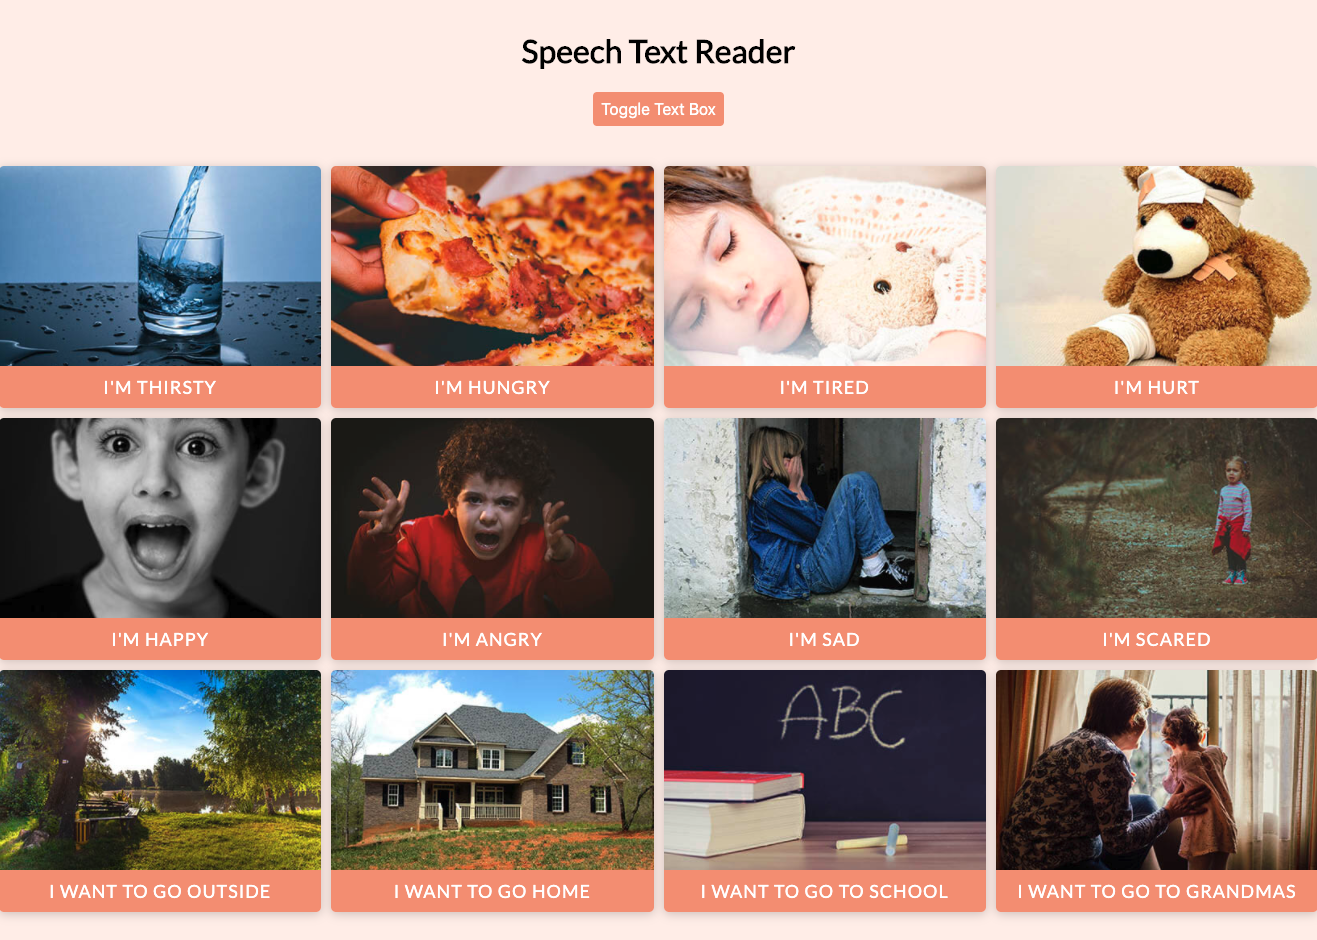 Speech Text Reader
Toggle Text Box
I'M THIRSTY
I'M HUNGRY
I'M TIRED
I'M HURT
I'M HAPPY
I'M ANGRY
I'M SAD
I'M SCARED
ABC
I WANT TO GO OUTSIDE
I WANT TO GO HOME
I WANT TO GO TO SCHOOL
I WANT TO GO TO GRANDMAS